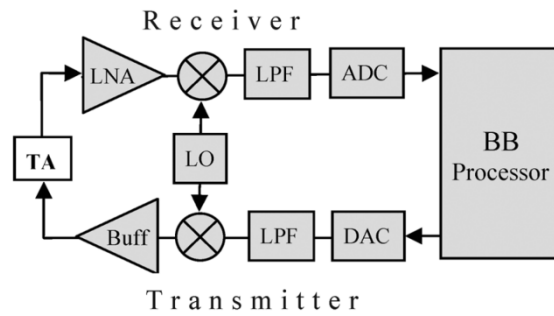 Receiver
LNA
LPF
ADC
TA
LO
BB
Processor
Buff
LPF
DAC
Transmitter